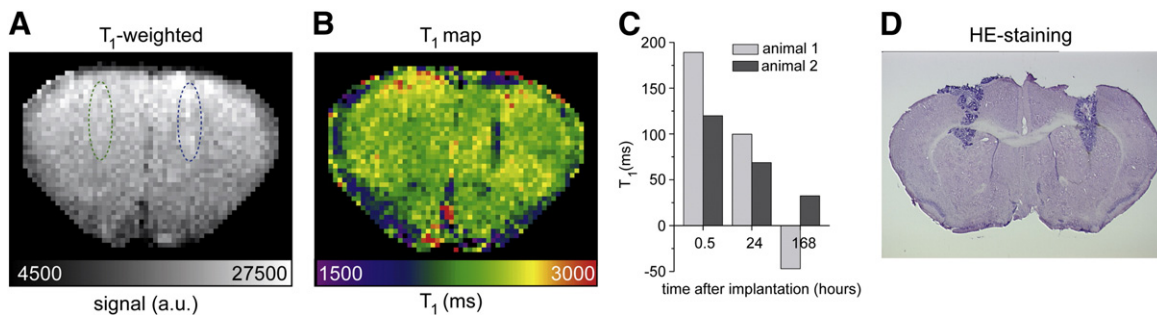 A
T1-weighted
4500 27500
signal (a.u.)
B
T1 map
1500 3000
T1 (ms)
C
animal 1
animal 2
200
150
100
50
0
-50
T1(ms)
0.5 24 168
time after implantation (hours)
D
HE-staining